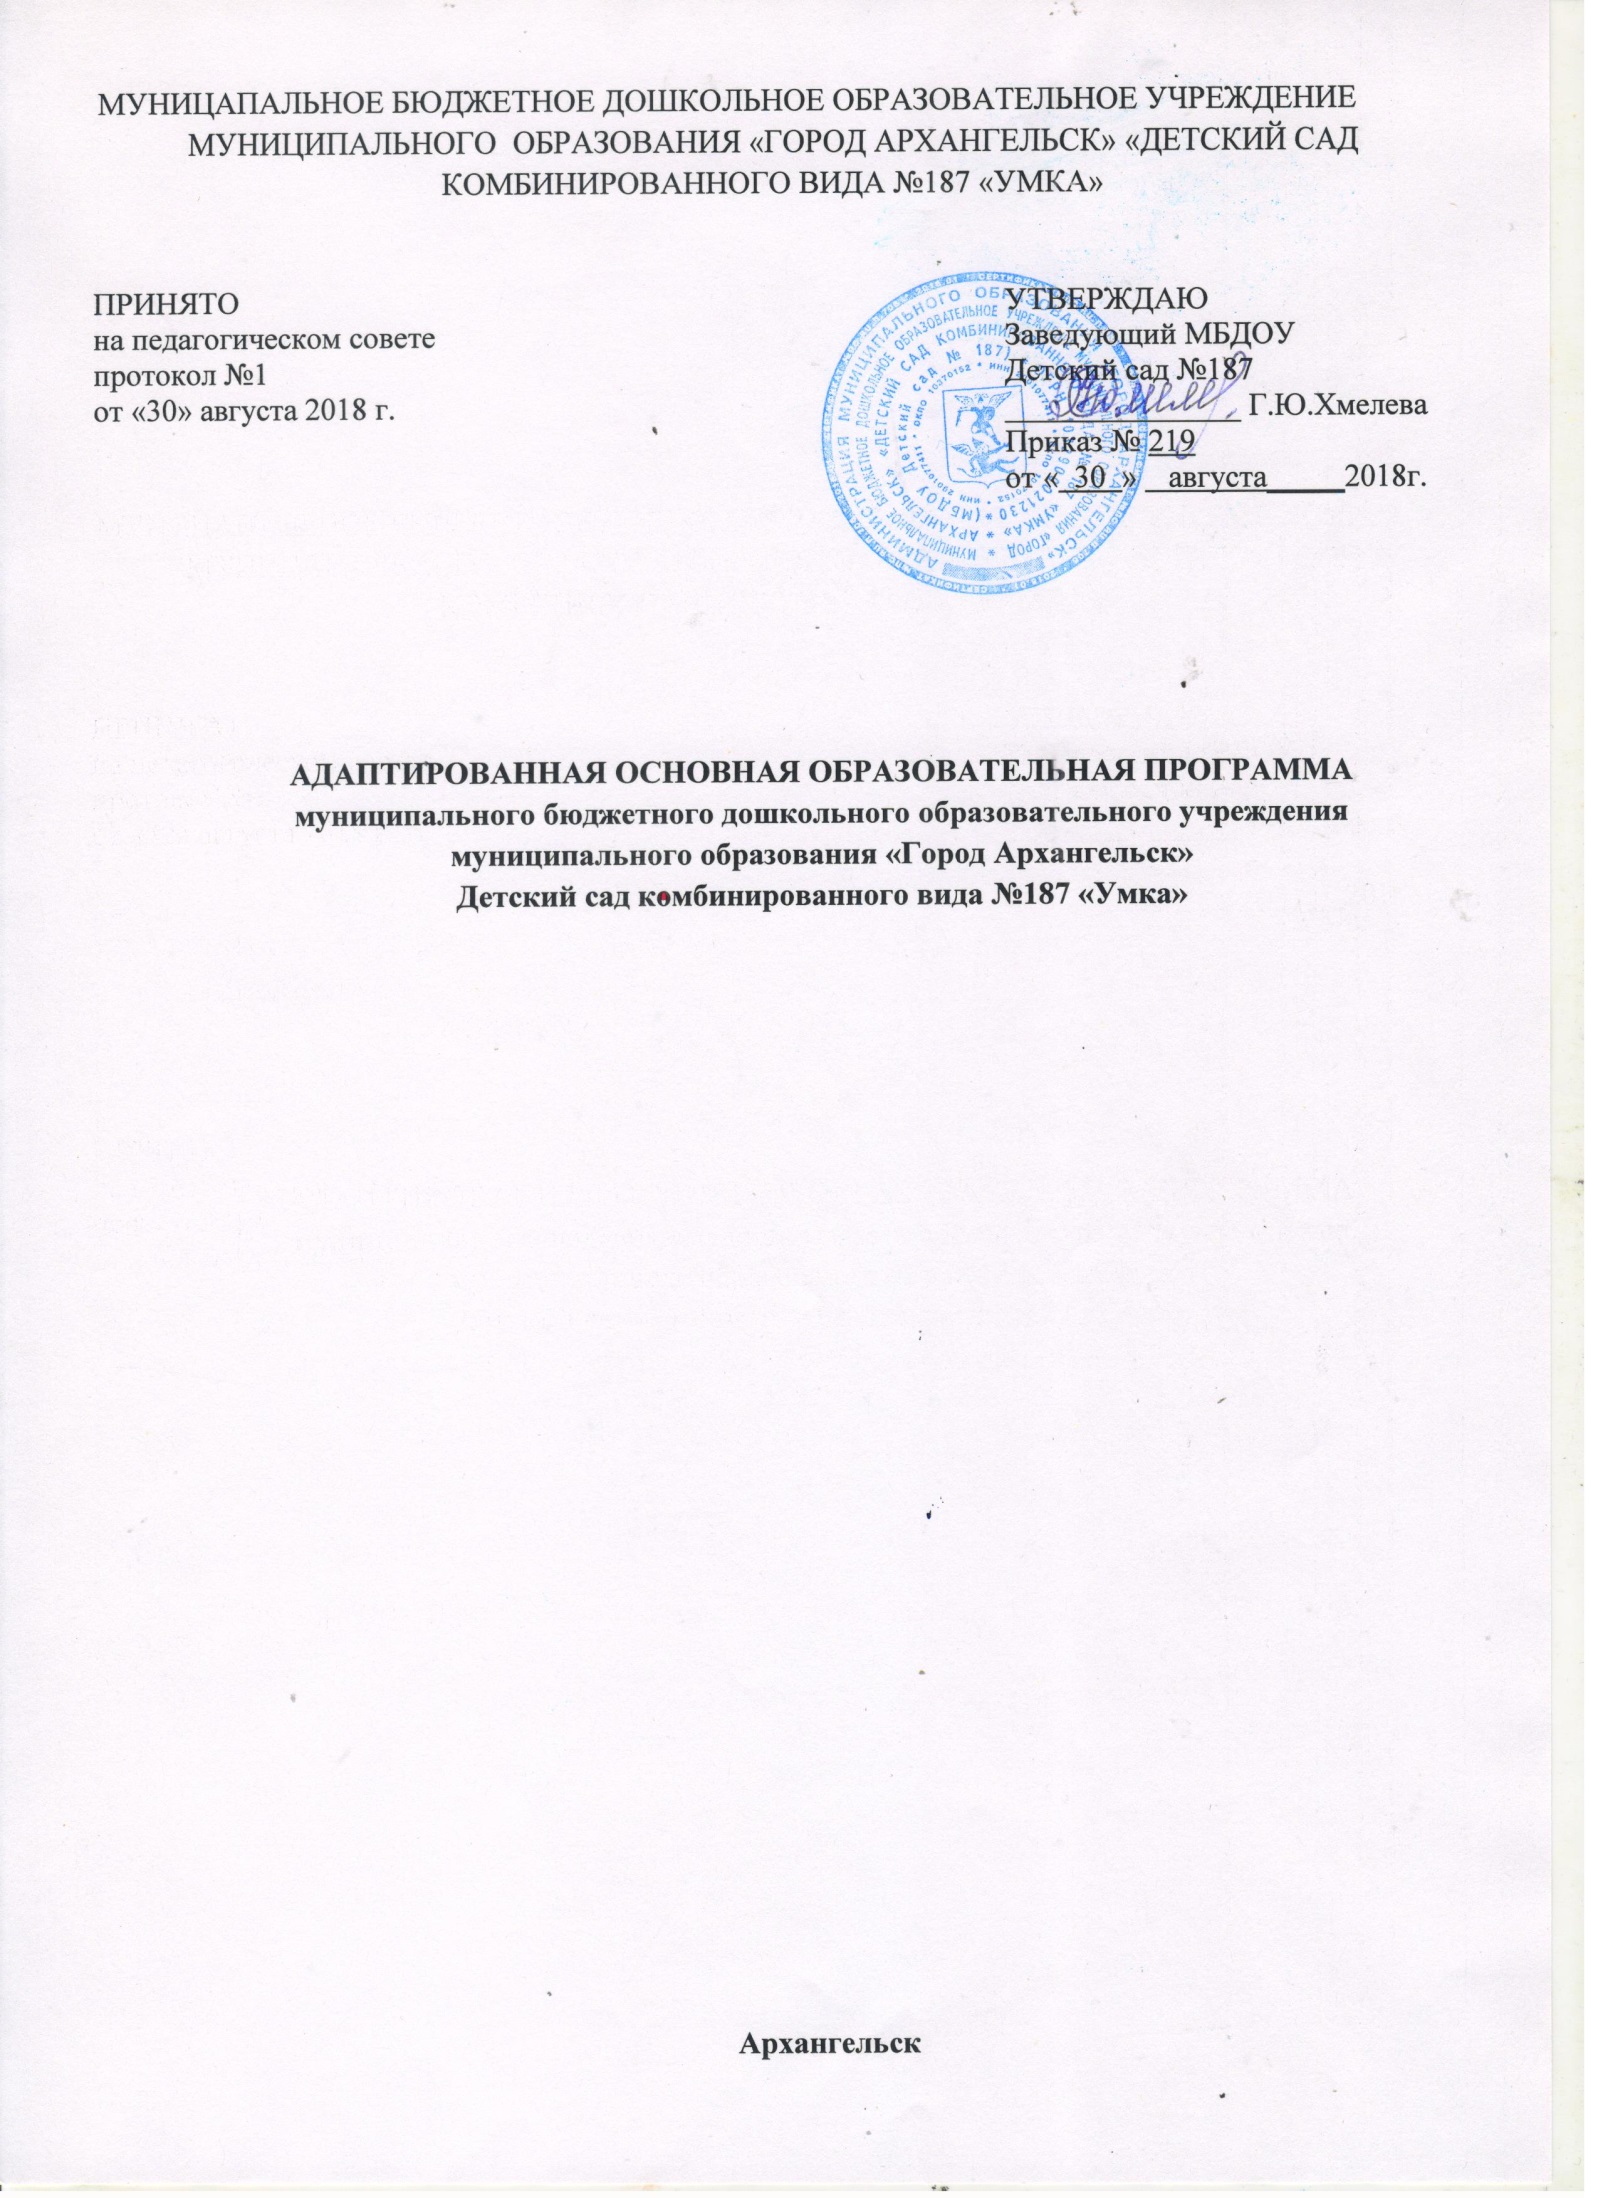 МУНИЦАПАЛЬНОЕ БЮДЖЕТНОЕ ДОШКОЛЬНОЕ ОБРАЗОВАТЕЛЬНОЕ УЧРЕЖДЕНИЕ
МУНИЦИПАЛЬНОГО ОБРАЗОВАНИЯ «ГОРОД АРХАНГЕЛЬСК» «ДЕТСКИЙ САД
КОМБИНИРОВАННОГО ВИДА №187 «УМКА»
ПРИНЯТО
на педагогическом совете
протокол №1
от «30» августа 2018 г.
УТВЕРЖДАЮ
Заведующий МБДОУ
Детский сад №187
Г.Ю.Хмелева
Приказ № 219
от « 30 » августа 2018г.
АДАПТИРОВАННАЯ ОСНОВНАЯ ОБРАЗОВАТЕЛЬНАЯ ПРОГРАММА
муниципального бюджетного дошкольного образовательного учреждения
муниципального образования «Город Архангельск»
Детский сад комбинированного вида №187 «Умка»
Архангельск